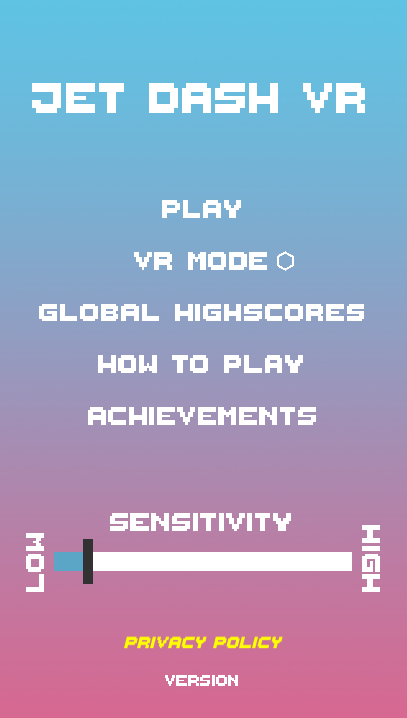 JET DASH VR
PLAY
VR MODE
GLOBAL HIGHSCORES
HOW TO PLAY
ACHIEVEMENTS
SENSITIVITY
LOW
HIGH
PRIVACY POLICY
VERSION